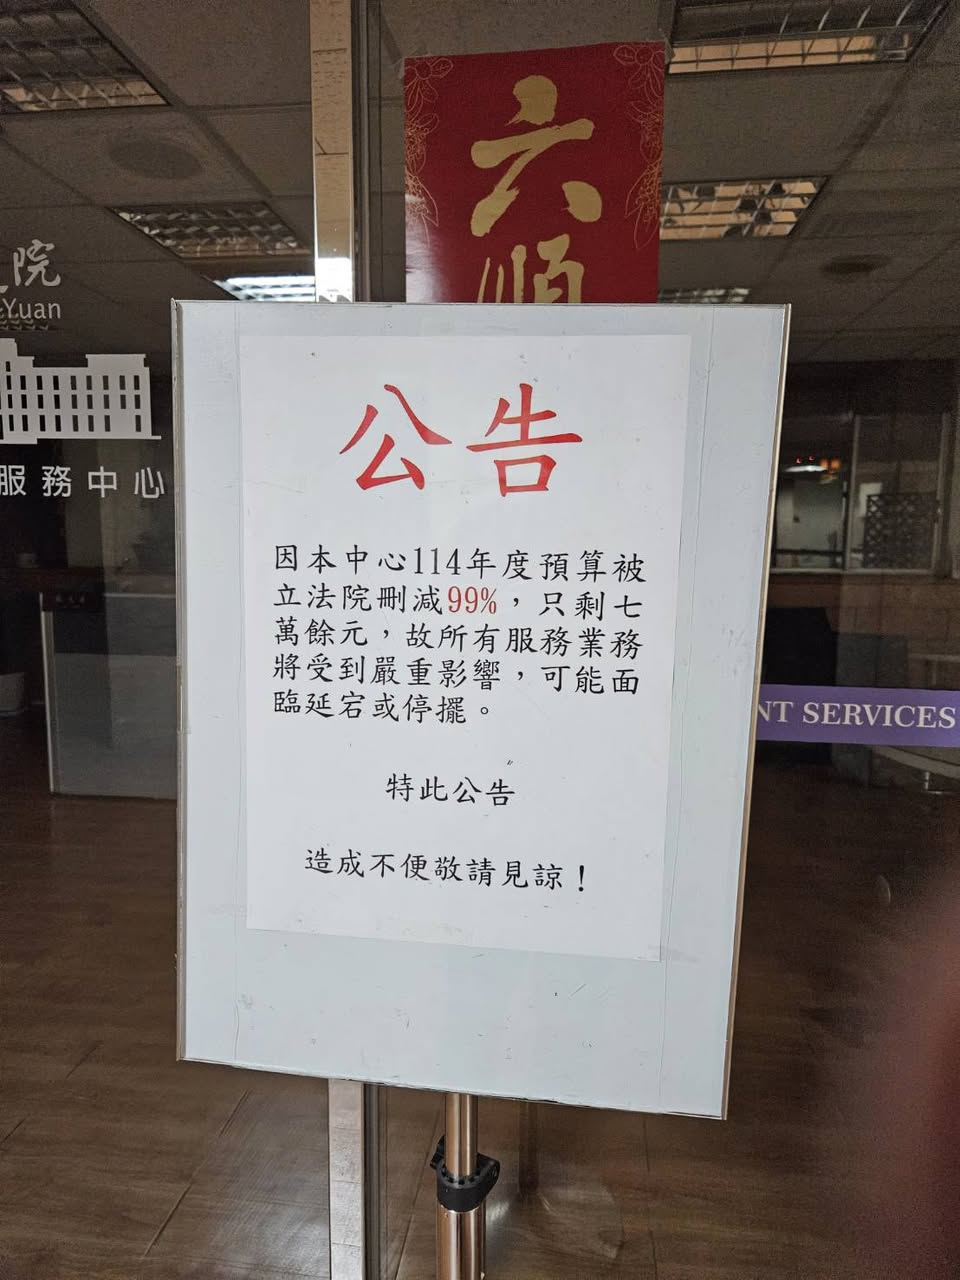 六
順
院
Yuan
服務中心
公告
因本中心114年度預算被
立法院刪減99%，只剩七
萬餘元，故所有服務業務
將受到嚴重影響，可能面
臨延宕或停擺。
特此公告
造成不便敬請見諒！
NT SERVICES